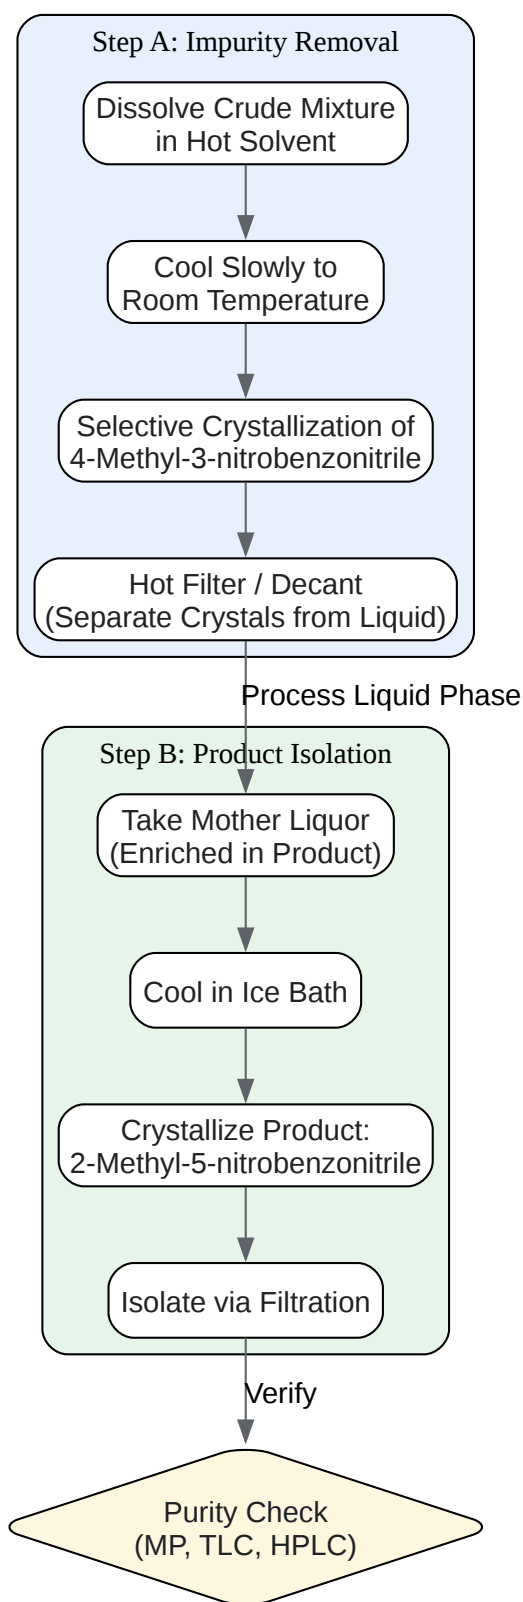 Step A: Impurity Removal
Dissolve Crude Mixture
in Hot Solvent
Cool Slowly to
Room Temperature
Selective Crystallization of
4-Methyl-3-nitrobenzonitrile
Hot Filter / Decant
(Separate Crystals from Liquid)
Process Liquid Phase
Step B: Product Isolation
Take Mother Liquor
(Enriched in Product)
Cool in Ice Bath
Crystallize Product:
2-Methyl-5-nitrobenzonitrile
Isolate via Filtration
Verify
Purity Check
(MP, TLC, HPLC)